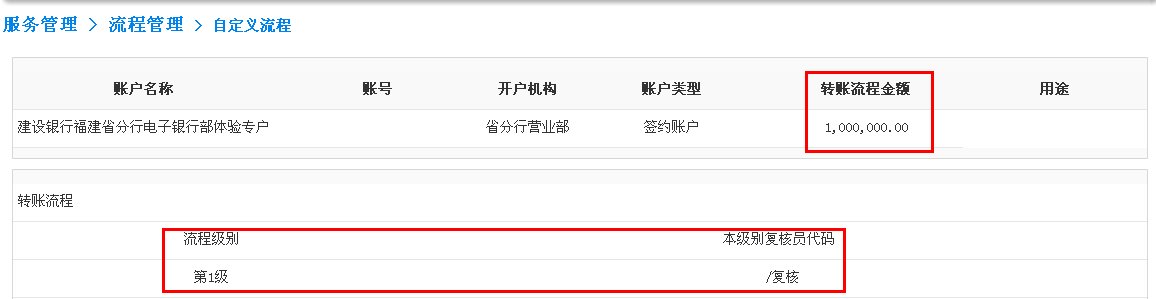 服务管理 > 流程管理 > 自定义流程
账户名称 账号 开户机构 账户类型 转账流程金额 用途
建设银行福建省分行电子银行部体验专户 省分行营业部 签约账户 1,000,000.00
转账流程
流程级别 本级别复核员代码
第1级 /复核